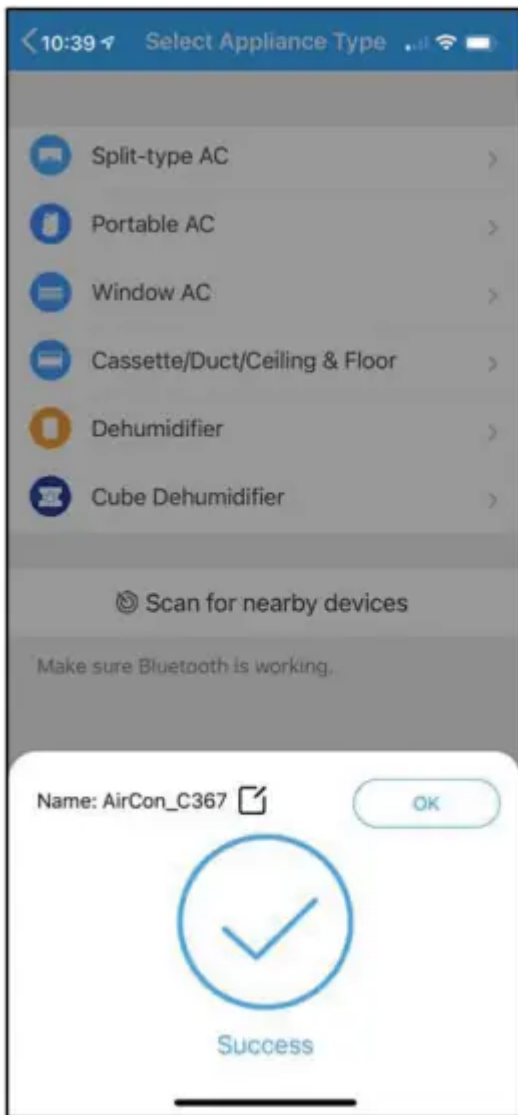 10:39 Select Appliance Type
Split-type AC
Portable AC
Window AC
Cassette/Duct/Ceiling & Floor
Dehumidifier
Cube Dehumidifier
Scan for nearby devices
Make sure Bluetooth is working.
Name: AirCon_C367 OK
Success